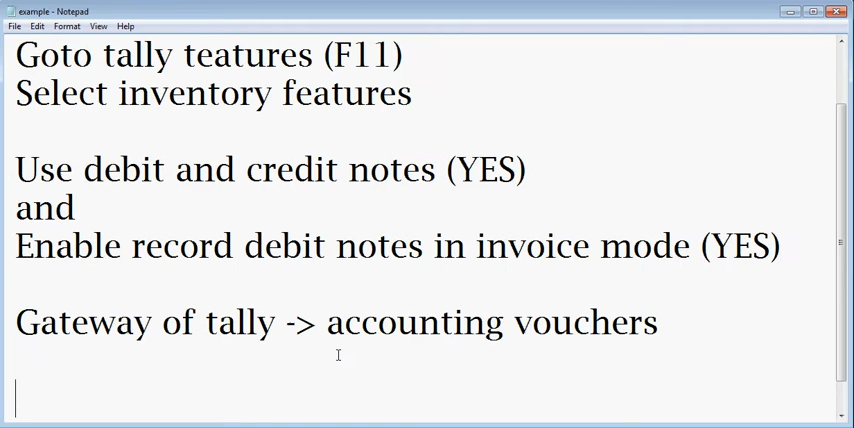 example - Notepad
File Edit Format View Help
Goto tally teatures (F11)
Select inventory features
Use debit and credit notes (YES)
and
Enable record debit notes in invoice mode (YES)
Gateway of tally -> accounting vouchers